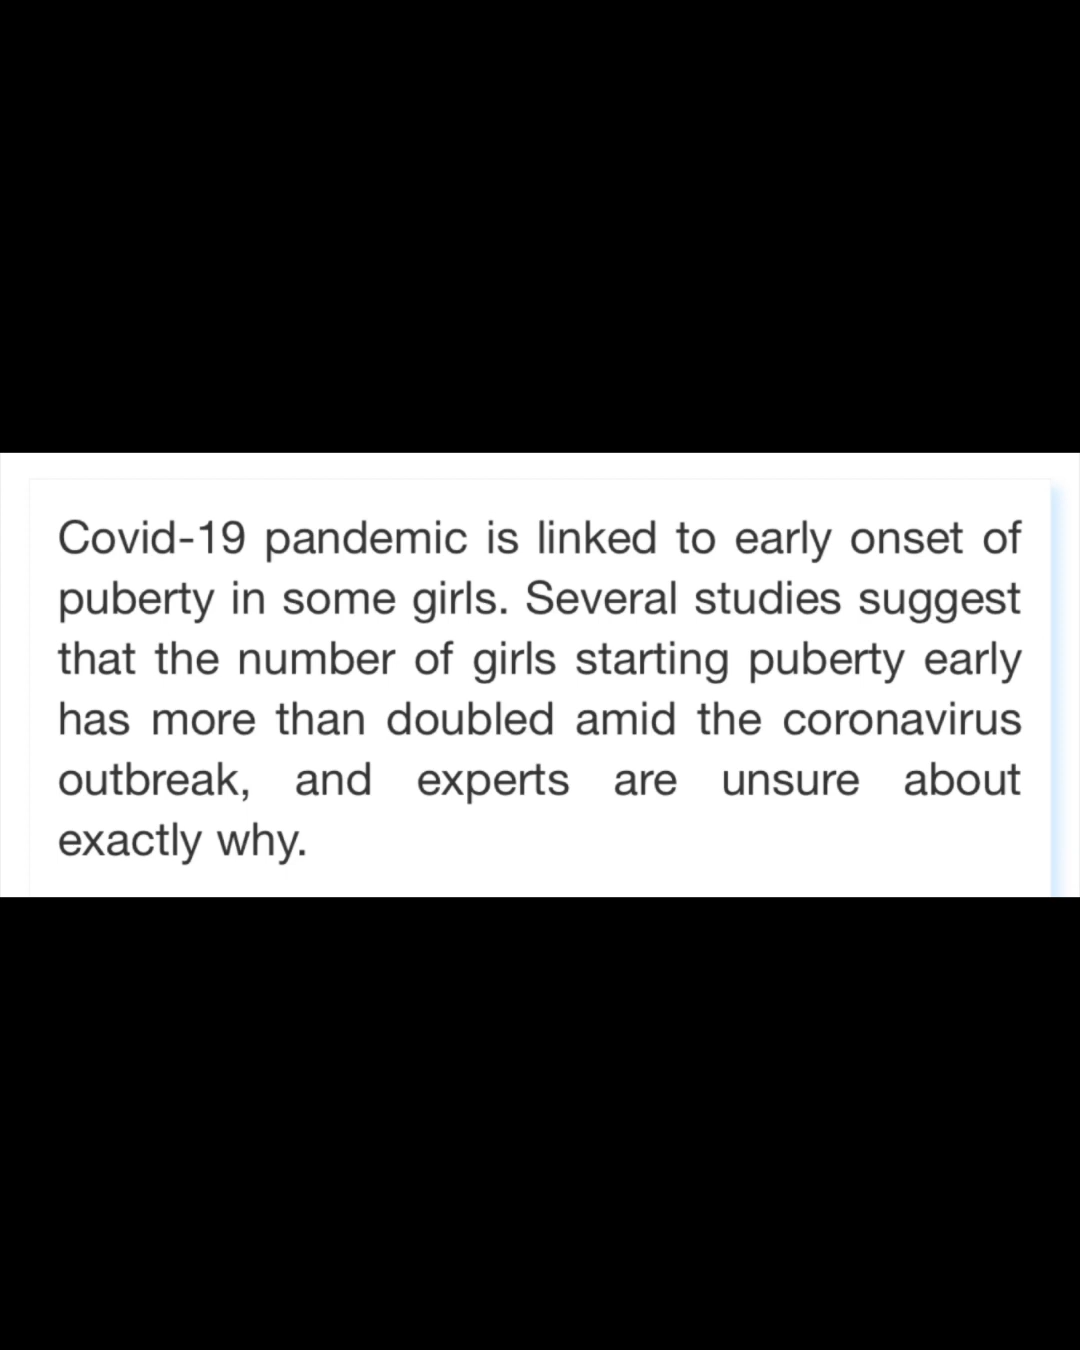 Covid-19 pandemic is linked to early onset of
puberty in some girls. Several studies suggest
that the number of girls starting puberty early
has more than doubled amid the coronavirus
outbreak, and experts are unsure about
exactly why.